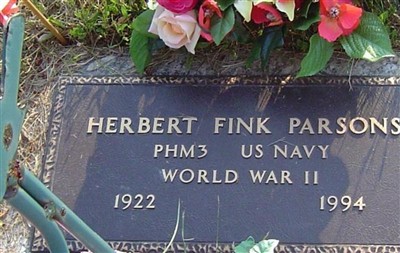 HERBERT FINK PARSONS
PHM3 US NAVY
WORLD WAR II
1922 1994